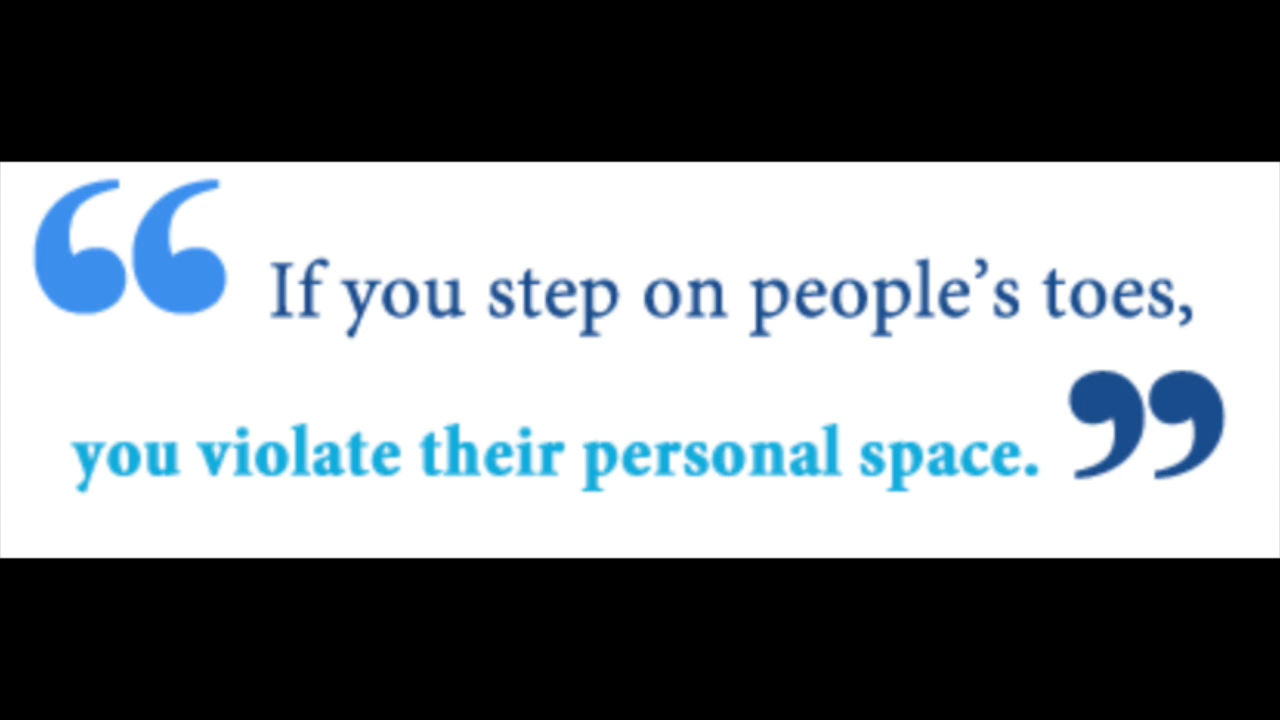 “ If you step on people’s toes,
you violate their personal space. ”